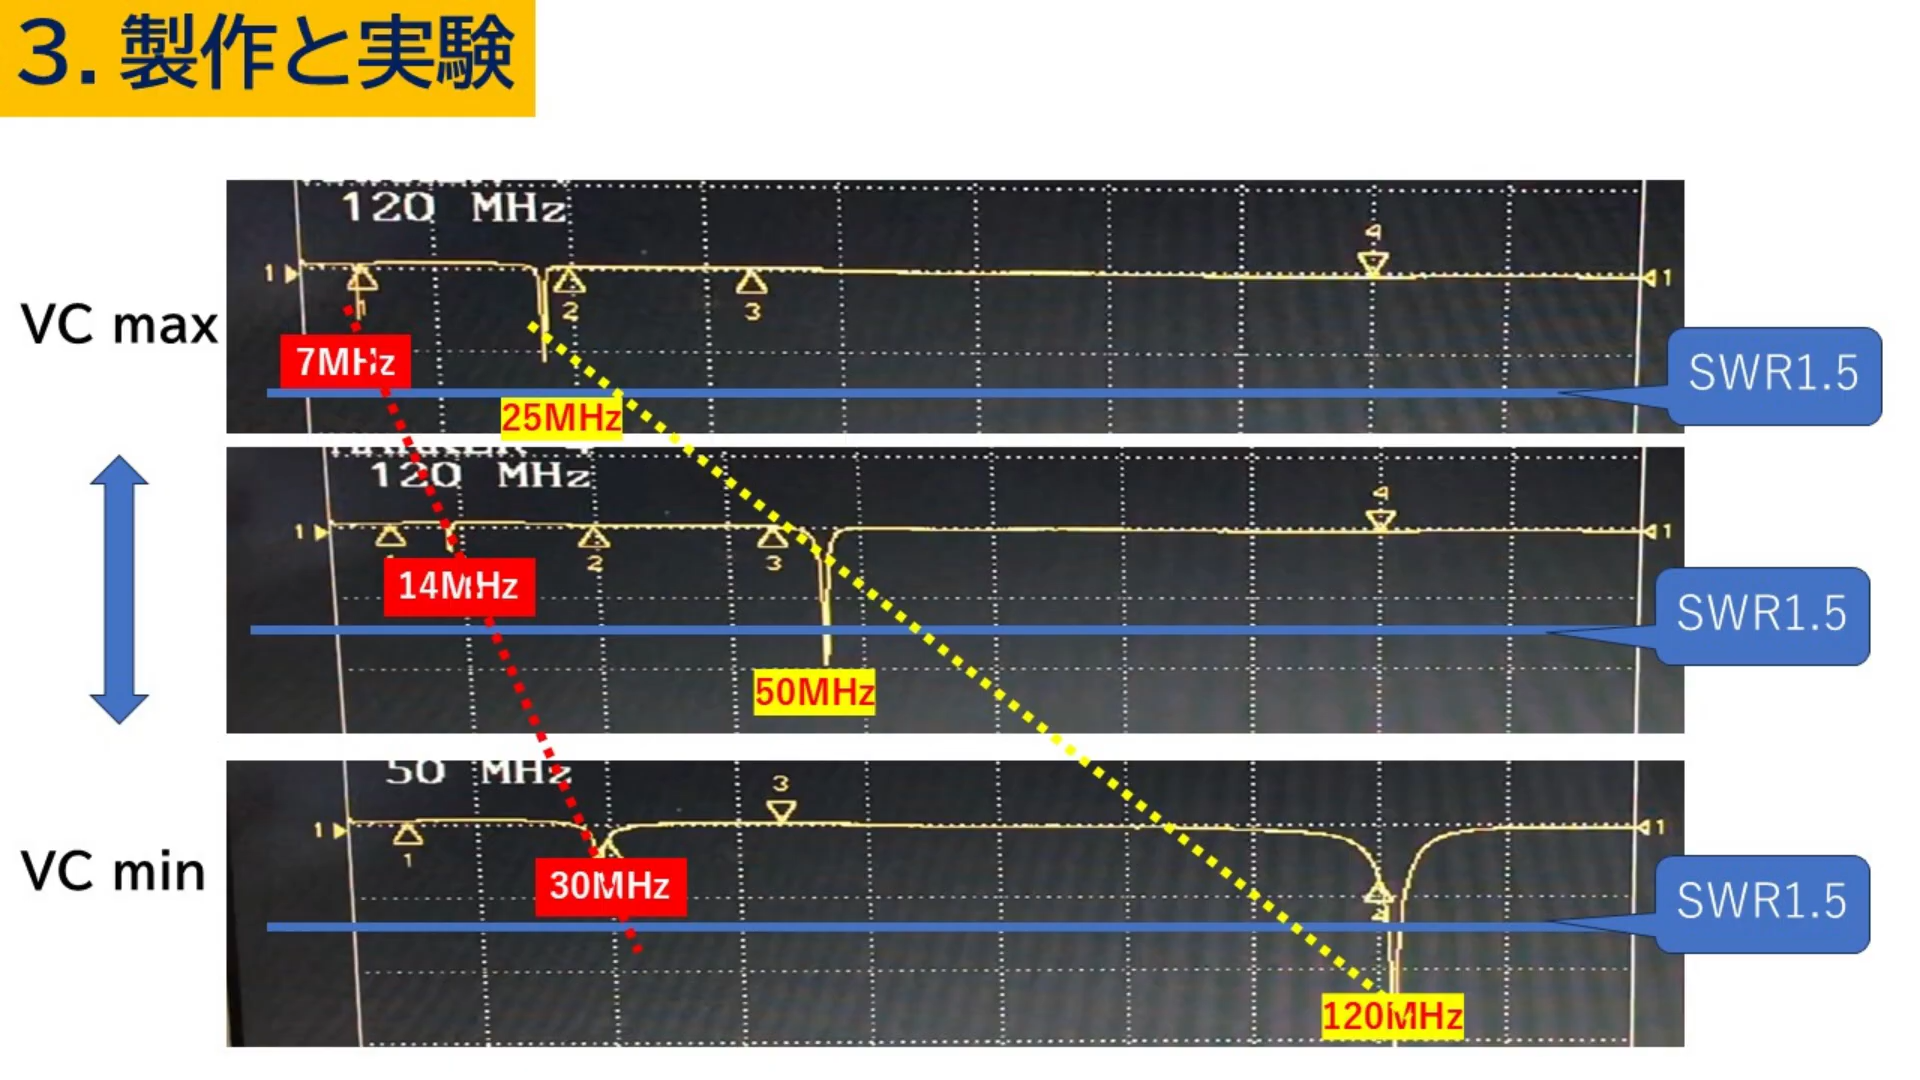 3. 製作と実験
120 MHz
4
1
1
1
2
3
VC max
7MHz
SWR1.5
25MHz
120 MHz
4
1
1
2
3
14MHz
SWR1.5
50MHz
50 MHz
3
1
1
1
VC min
30MHz
SWR1.5
2
120MHz